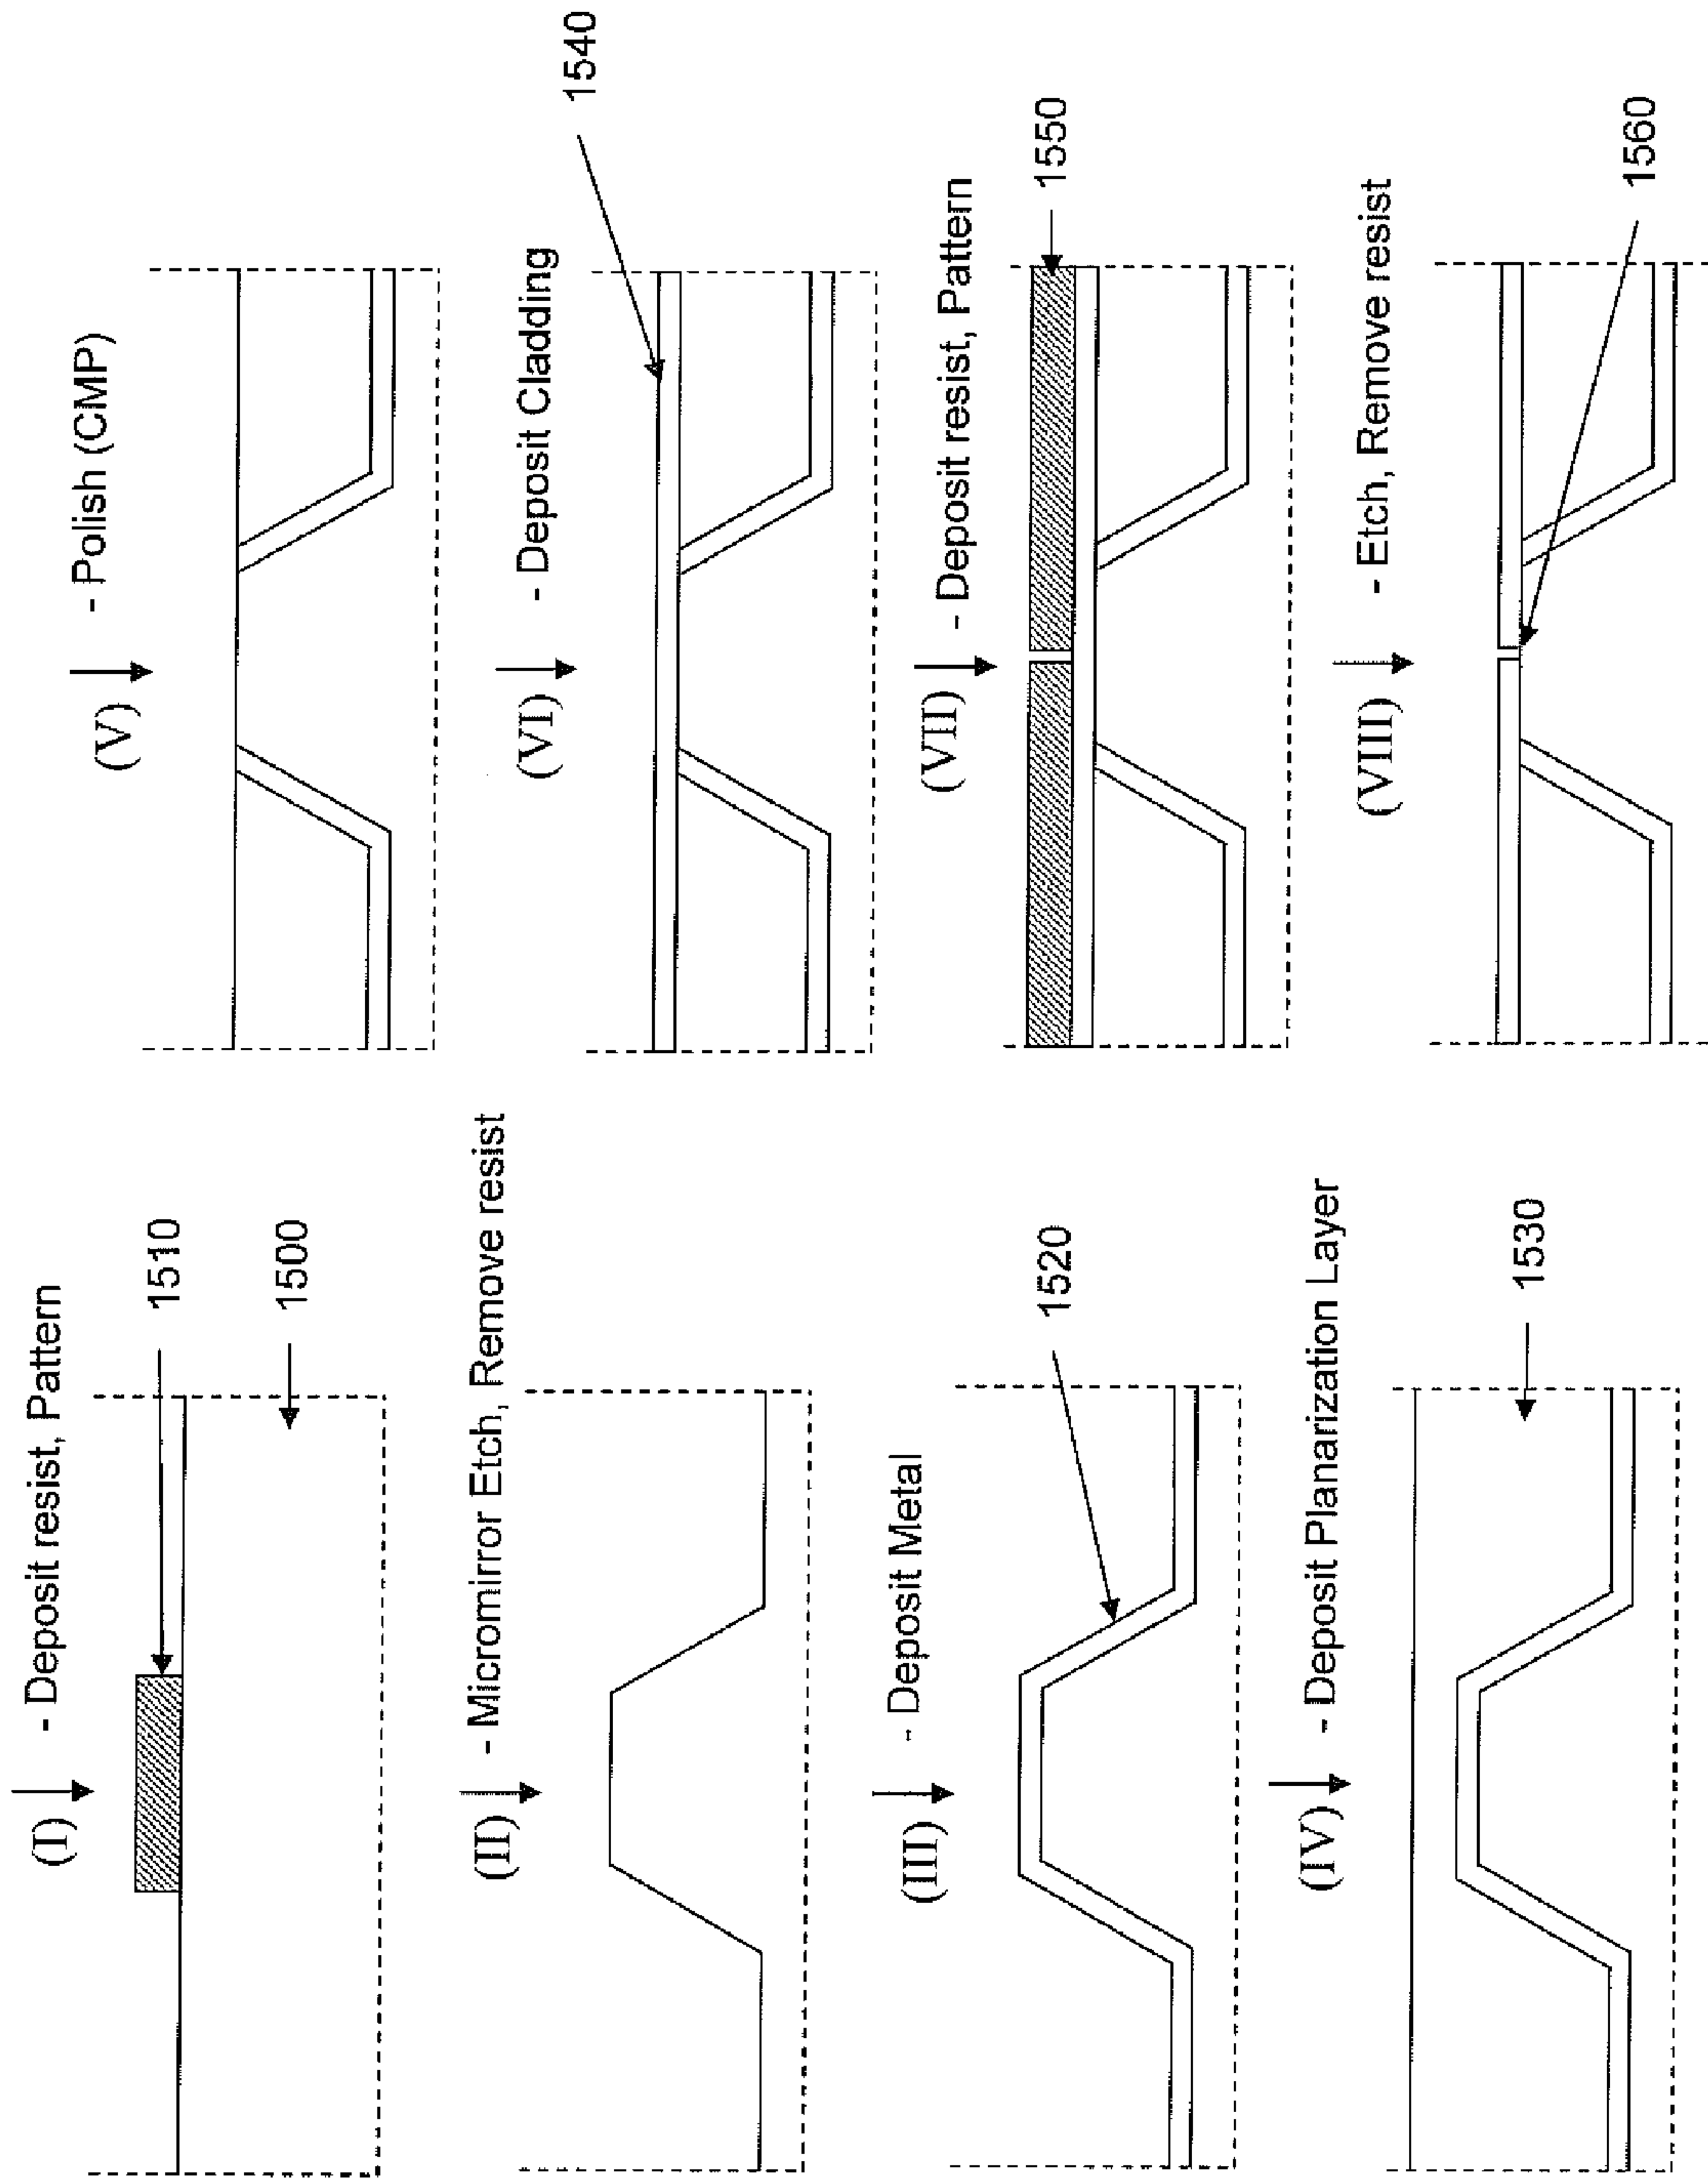 (I) - Deposit resist, Pattern
1510
1500
(II) - Micromirror Etch, Remove resist
(III) - Deposit Metal
1520
(IV) - Deposit Planarization Layer
1530
(V) - Polish (CMP)
(VI) - Deposit Cladding
1540
(VII) - Deposit resist, Pattern
1550
(VIII) - Etch, Remove resist
1560